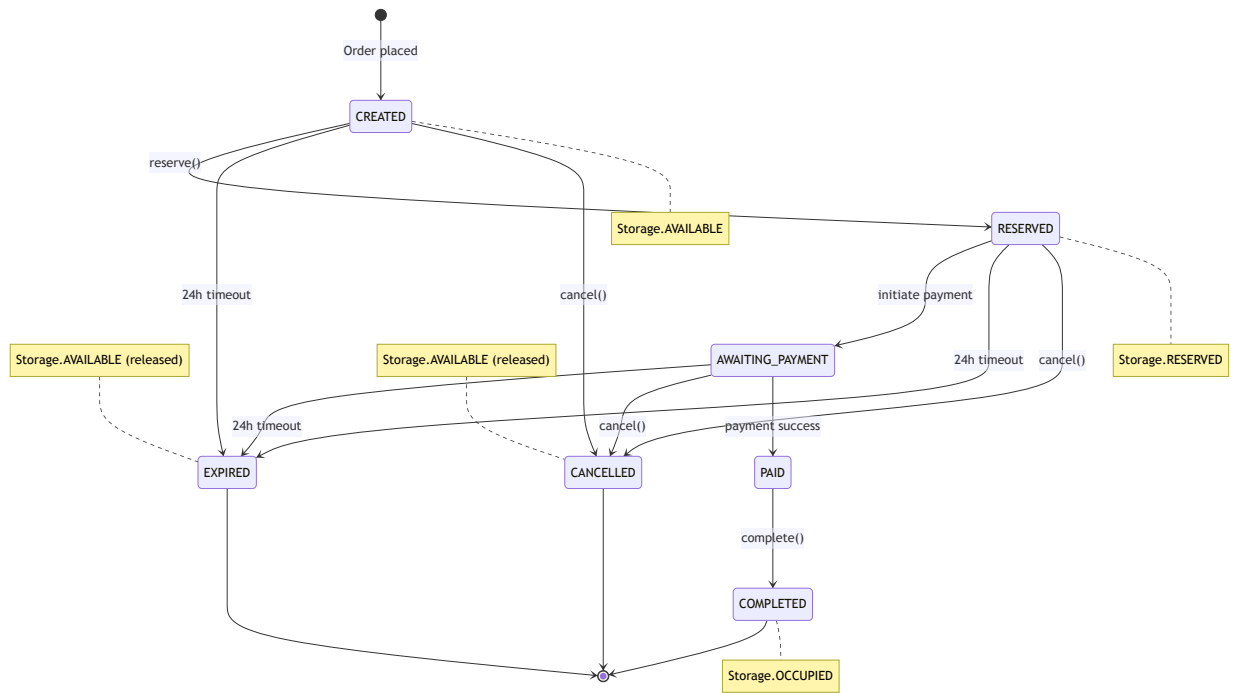 Order placed
CREATED
reserve()
Storage.AVAILABLE
RESERVED
24h timeout
cancel()
initiate payment
Storage.AVAILABLE (released)
Storage.AVAILABLE (released)
AWAITING_PAYMENT
24h timeout
cancel()
Storage.RESERVED
24h timeout
cancel()
payment success
EXPIRED
CANCELLED
PAID
complete()
COMPLETED
Storage.OCCUPIED